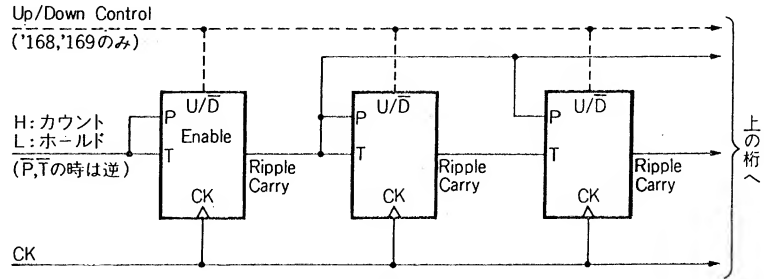 Up/Down Control
('168,'169のみ)
H:カウント
L:ホールド
(P̅,T̅の時は逆)
U/D̅
P
Enable
T
CK
Ripple
Carry
U/D̅
P
T
CK
Ripple
Carry
U/D̅
P
T
CK
Ripple
Carry
上の桁へ
CK